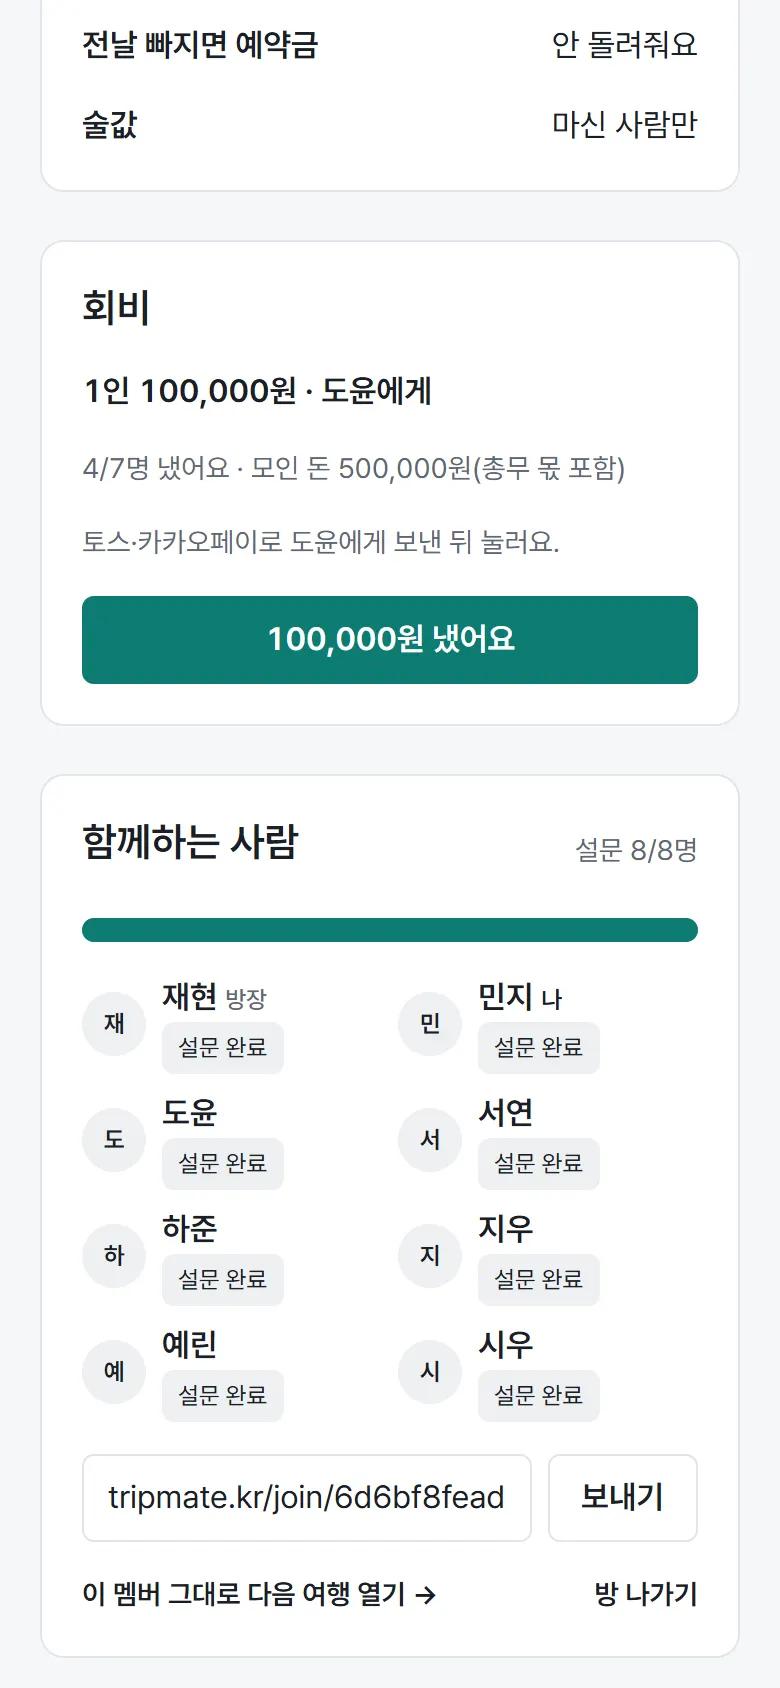 전날 빠지면 예약금 안 돌려줘요
술값 마신 사람만
회비
1인 100,000원 · 도윤에게
4/7명 냈어요 · 모인 돈 500,000원(총무 몫 포함)
토스·카카오페이로 도윤에게 보낸 뒤 눌러요.
100,000원 냈어요
함께하는 사람 설문 8/8명
재 재현 방장 설문 완료
민 민지 나 설문 완료
도 도윤 설문 완료
서 서연 설문 완료
하 하준 설문 완료
지 지우 설문 완료
예 예린 설문 완료
시 시우 설문 완료
tripmate.kr/join/6d6bf8fead 보내기
이 멤버 그대로 다음 여행 열기 → 방 나가기